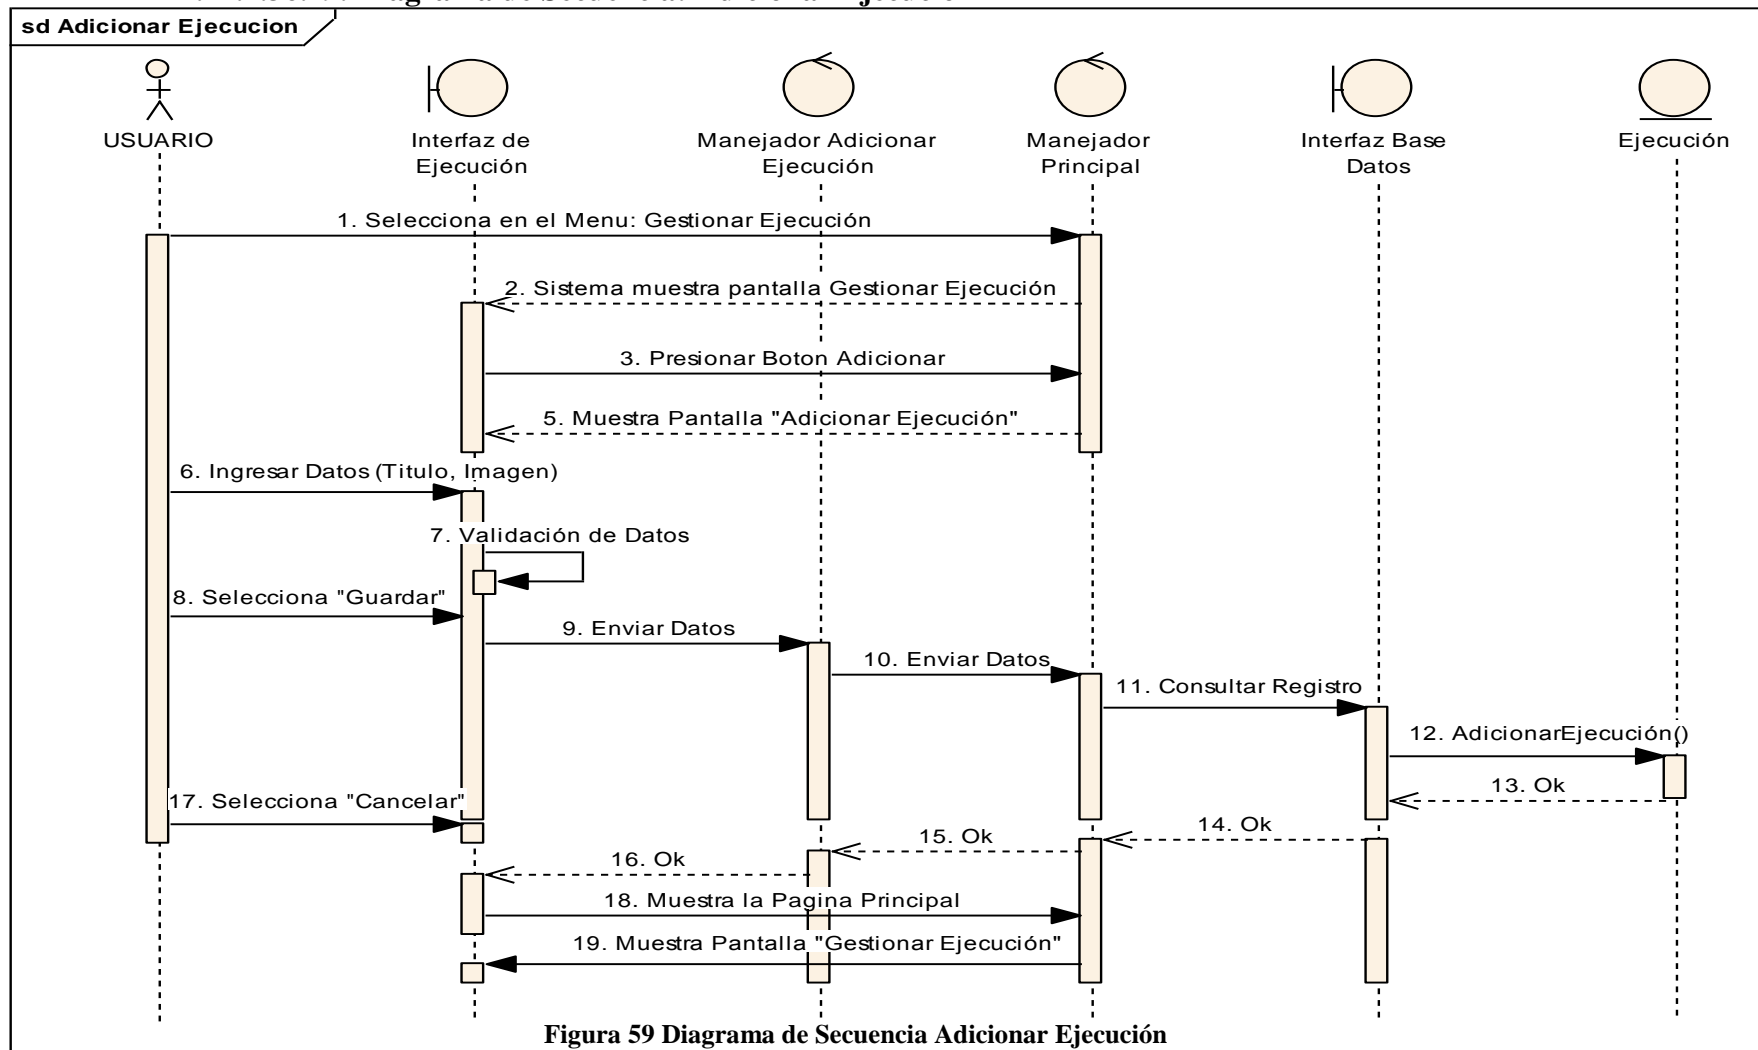 sd Adicionar Ejecucion
USUARIO
Interfaz de
Ejecución
Manejador Adicionar
Ejecución
Manejador
Principal
Interfaz Base
Datos
Ejecución
1. Selecciona en el Menu: Gestionar Ejecución
2. Sistema muestra pantalla Gestionar Ejecución
3. Presionar Boton Adicionar
5. Muestra Pantalla "Adicionar Ejecución"
6. Ingresar Datos (Titulo, Imagen)
7. Validación de Datos
8. Selecciona "Guardar"
9. Enviar Datos
10. Enviar Datos
11. Consultar Registro
12. AdicionarEjecución()
13. Ok
17. Selecciona "Cancelar"
14. Ok
15. Ok
16. Ok
18. Muestra la Pagina Principal
19. Muestra Pantalla "Gestionar Ejecución"
Figura 59 Diagrama de Secuencia Adicionar Ejecución